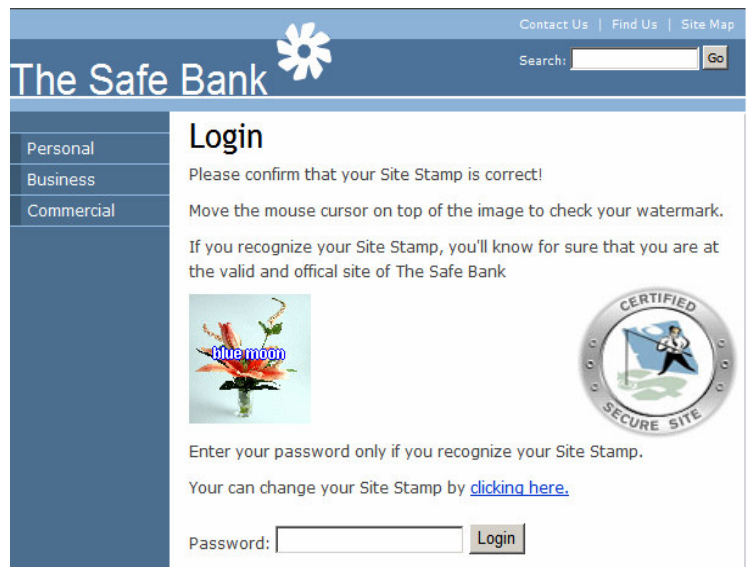 Contact Us | Find Us | Site Map
Search: Go
The Safe Bank
Personal
Business
Commercial
Login
Please confirm that your Site Stamp is correct!
Move the mouse cursor on top of the image to check your watermark.
If you recognize your Site Stamp, you'll know for sure that you are at
the valid and offical site of The Safe Bank
blue moon
CERTIFIED
SECURE SITE
Enter your password only if you recognize your Site Stamp.
Your can change your Site Stamp by clicking here.
Password: Login